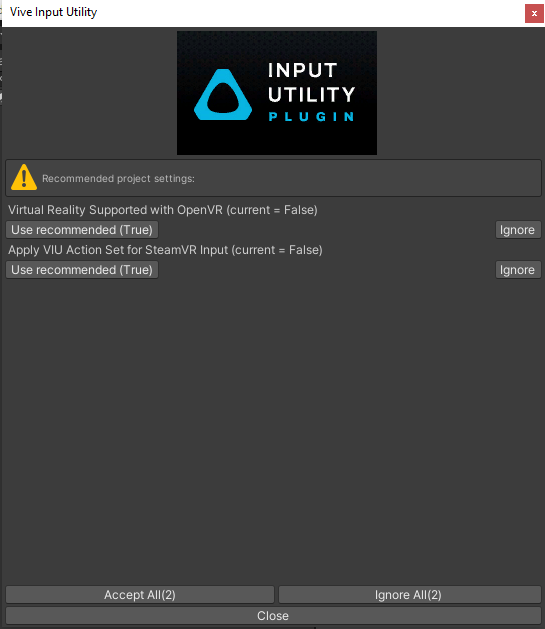 Vive Input Utility
x
INPUT
UTILITY
PLUGIN
Recommended project settings:
Virtual Reality Supported with OpenVR (current = False)
Use recommended (True) Ignore
Apply VIU Action Set for SteamVR Input (current = False)
Use recommended (True) Ignore
Accept All(2) Ignore All(2)
Close